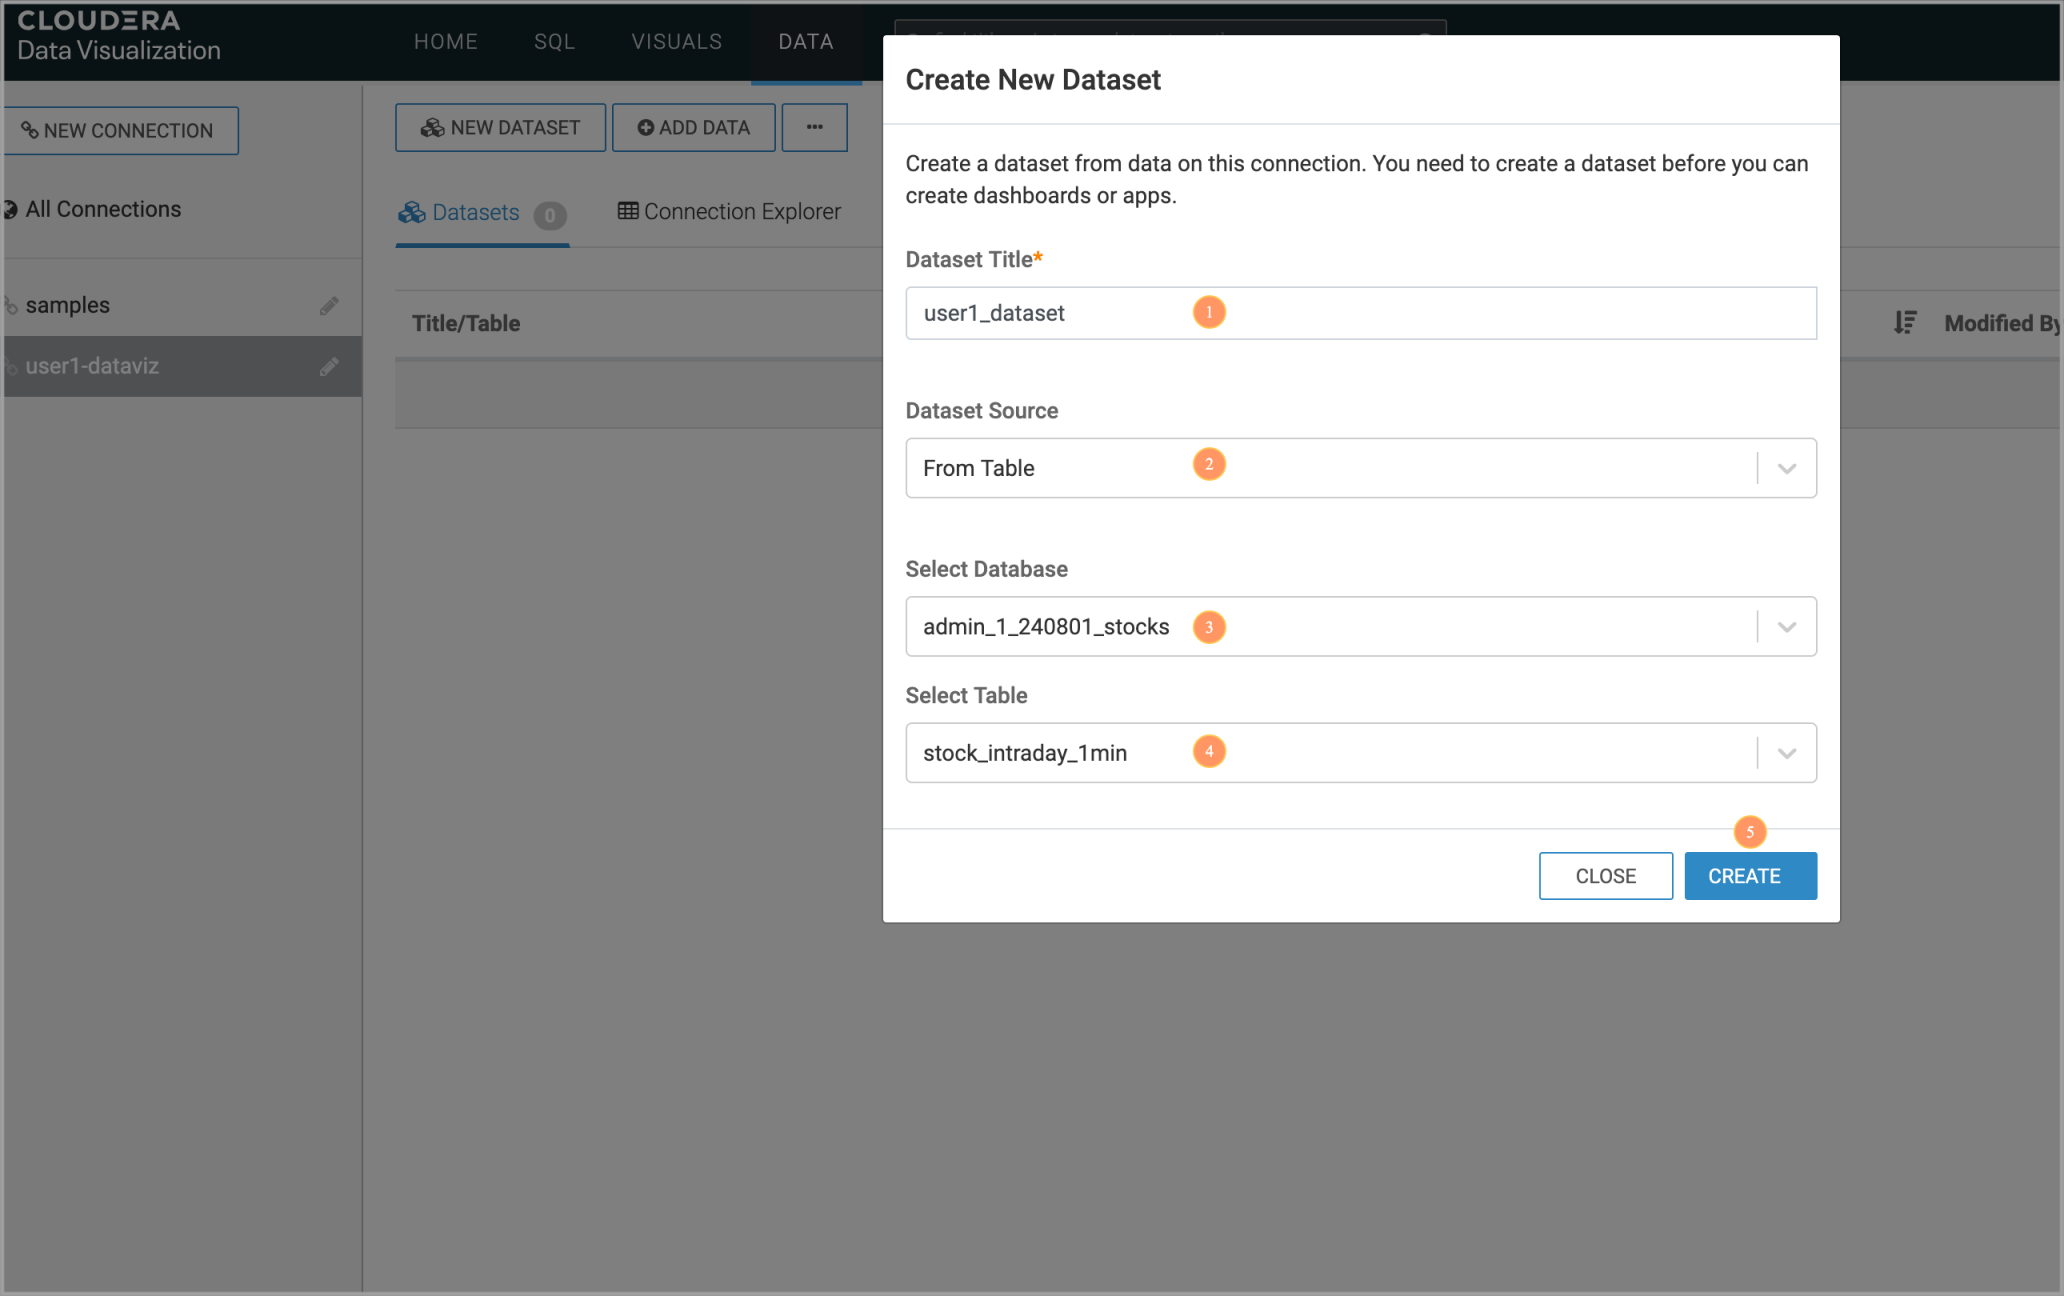 CLOUDERA
Data Visualization
HOME
SQL
VISUALS
DATA
NEW CONNECTION
All Connections
samples
user1-dataviz
NEW DATASET
ADD DATA
...
Datasets 0
Connection Explorer
Title/Table
Modified By
Create New Dataset
Create a dataset from data on this connection. You need to create a dataset before you can
create dashboards or apps.
Dataset Title*
user1_dataset 1
Dataset Source
From Table 2
Select Database
admin_1_240801_stocks 3
Select Table
stock_intraday_1min 4
5
CLOSE
CREATE